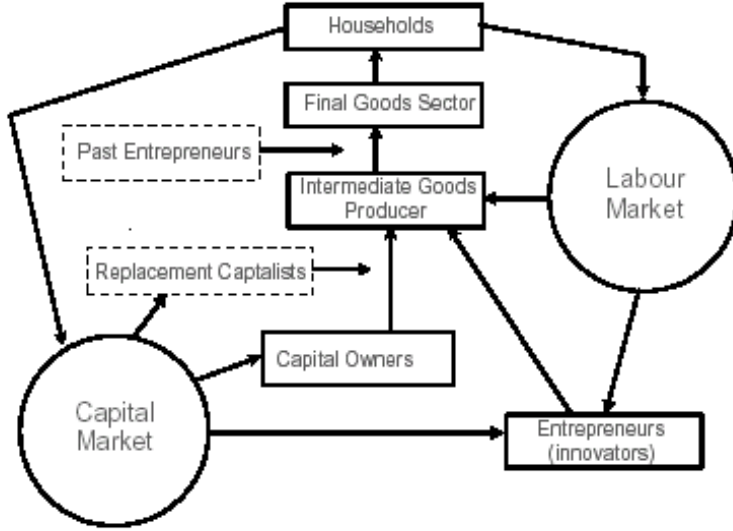 Households
Final Goods Sector
Past Entrepreneurs
Intermediate Goods
Producer
Labour
Market
Replacement Captalists
Capital Owners
Capital
Market
Entrepreneurs
(innovators)